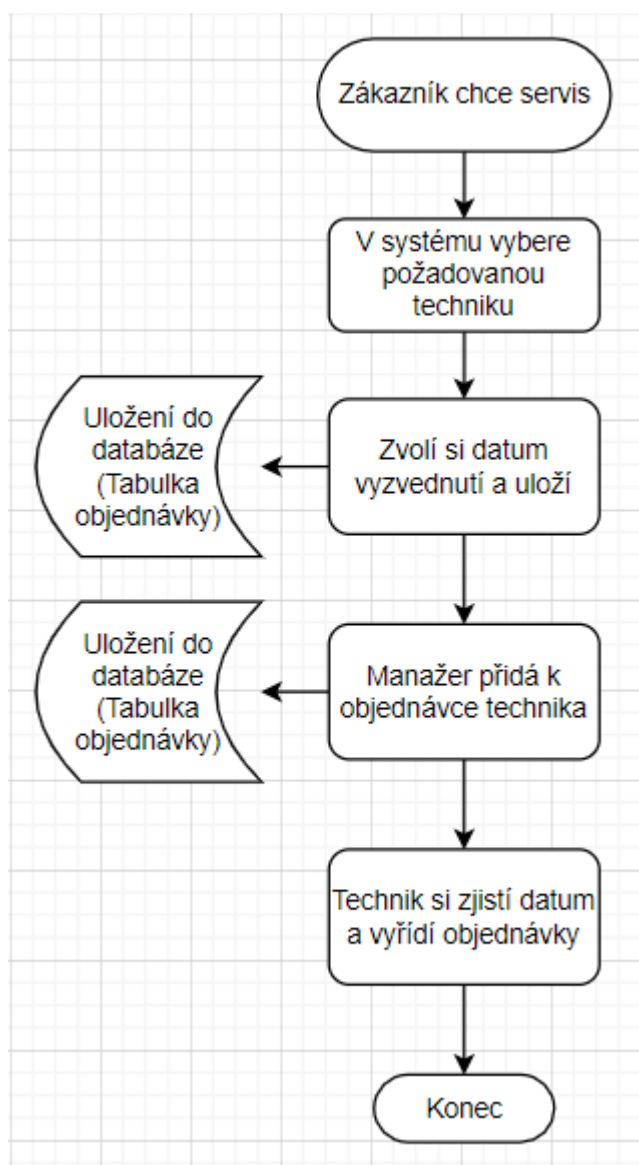 Zákazník chce servis
V systému vybere
požadovanou
techniku
Uložení do
databáze
(Tabulka
objednávky)
Zvolí si datum
vyzvednutí a uloží
Uložení do
databáze
(Tabulka
objednávky)
Manažer přidá k
objednávce technika
Technik si zjistí datum
a vyřídí objednávky
Konec